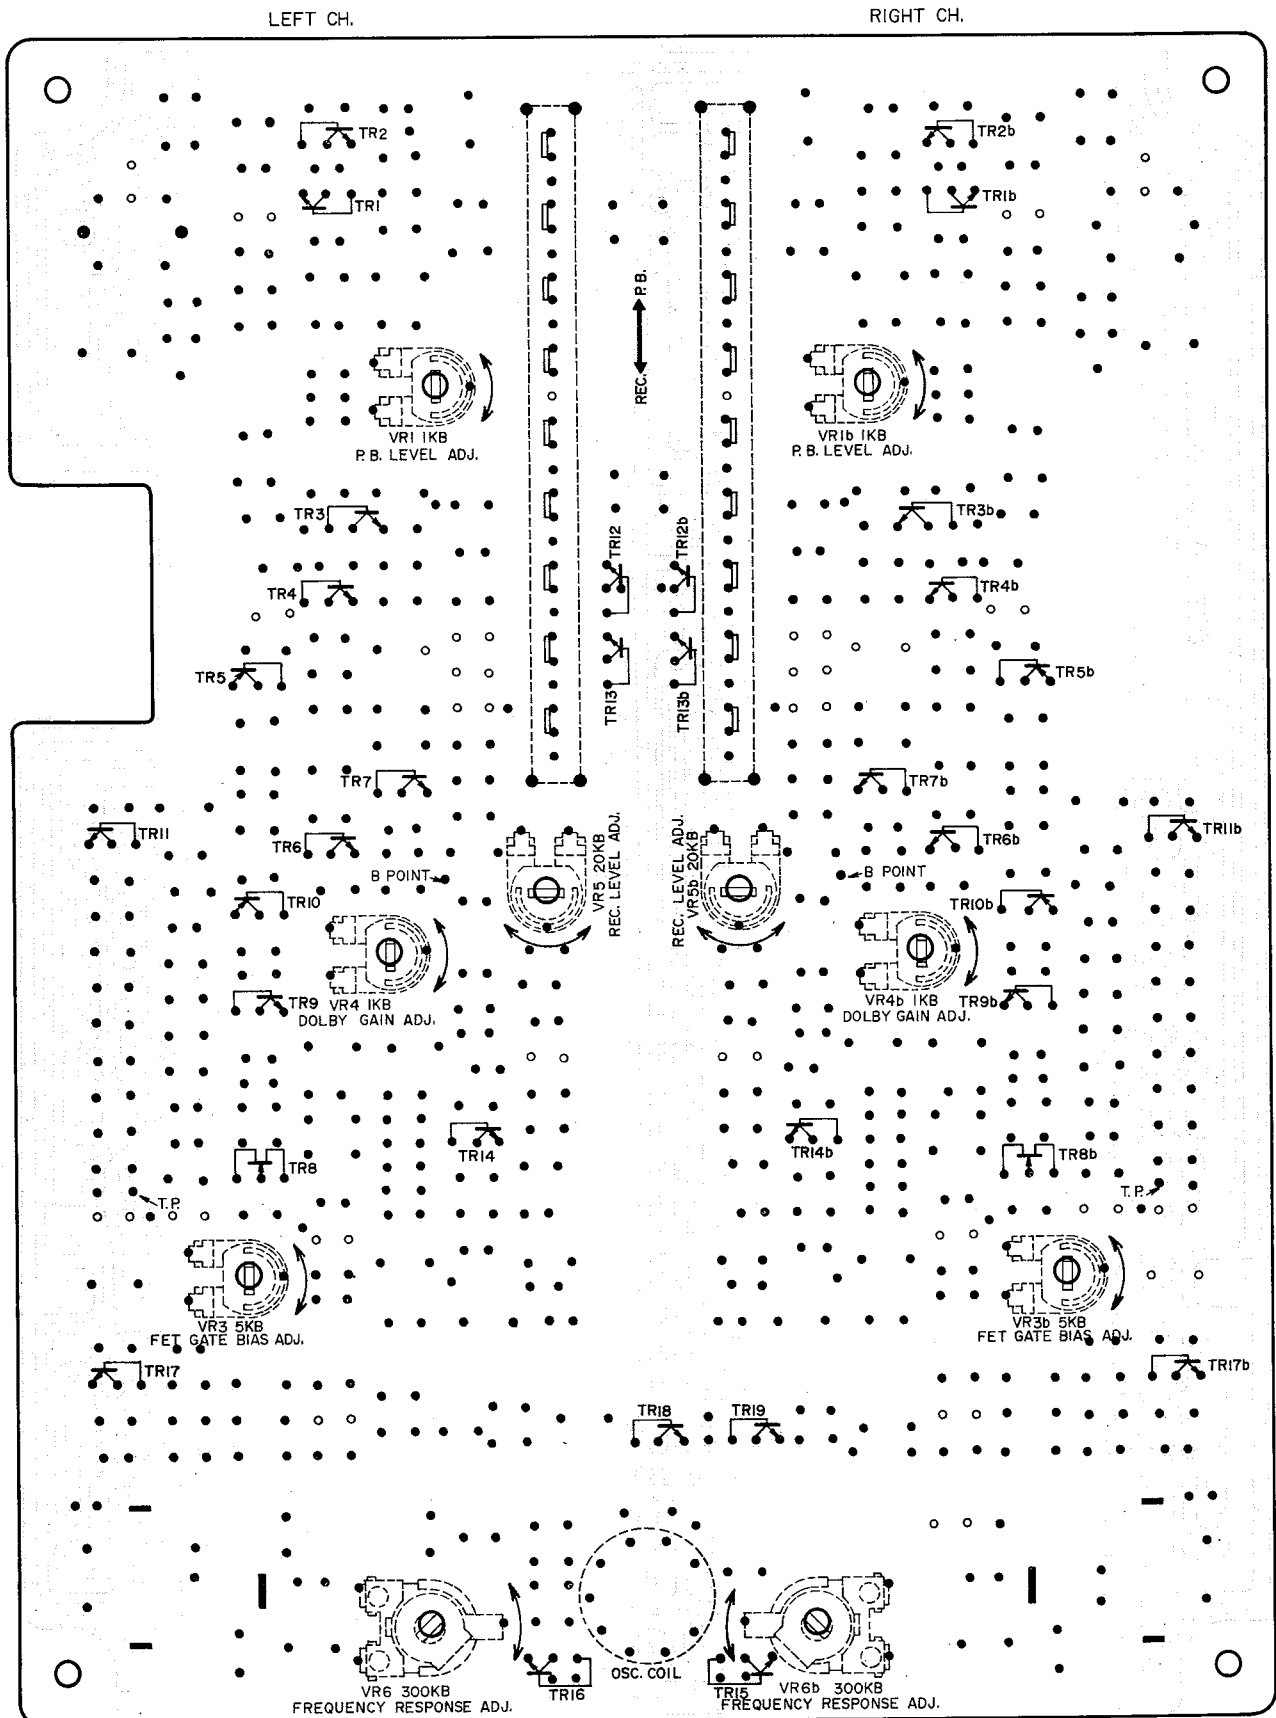 LEFT CH.
RIGHT CH.
TR2
TR2b
TR1
TR1b
P.B.
REC.
VR1 1KB
P.B. LEVEL ADJ.
VR1b 1KB
P.B. LEVEL ADJ.
TR3
TR12
TR12b
TR3b
TR4
TR4b
TR5
TR13
TR13b
TR5b
TR7
TR7b
TR11
TR6
TR6b
TR11b
B POINT
VR5 20KB
REC. LEVEL ADJ.
REC. LEVEL ADJ.
VR5b 20KB
B POINT
TR10
TR10b
TR9
VR4 1KB
DOLBY GAIN ADJ.
VR4b 1KB
DOLBY GAIN ADJ.
TR9b
TR14
TR14b
TR8
TR8b
T.P.
T.P.
VR3 5KB
FET GATE BIAS ADJ.
VR3b 5KB
FET GATE BIAS ADJ.
TR17
TR17b
TR18
TR19
OSC. COIL
VR6 300KB
FREQUENCY RESPONSE ADJ.
TR16
TR15
VR6b 300KB
FREQUENCY RESPONSE ADJ.